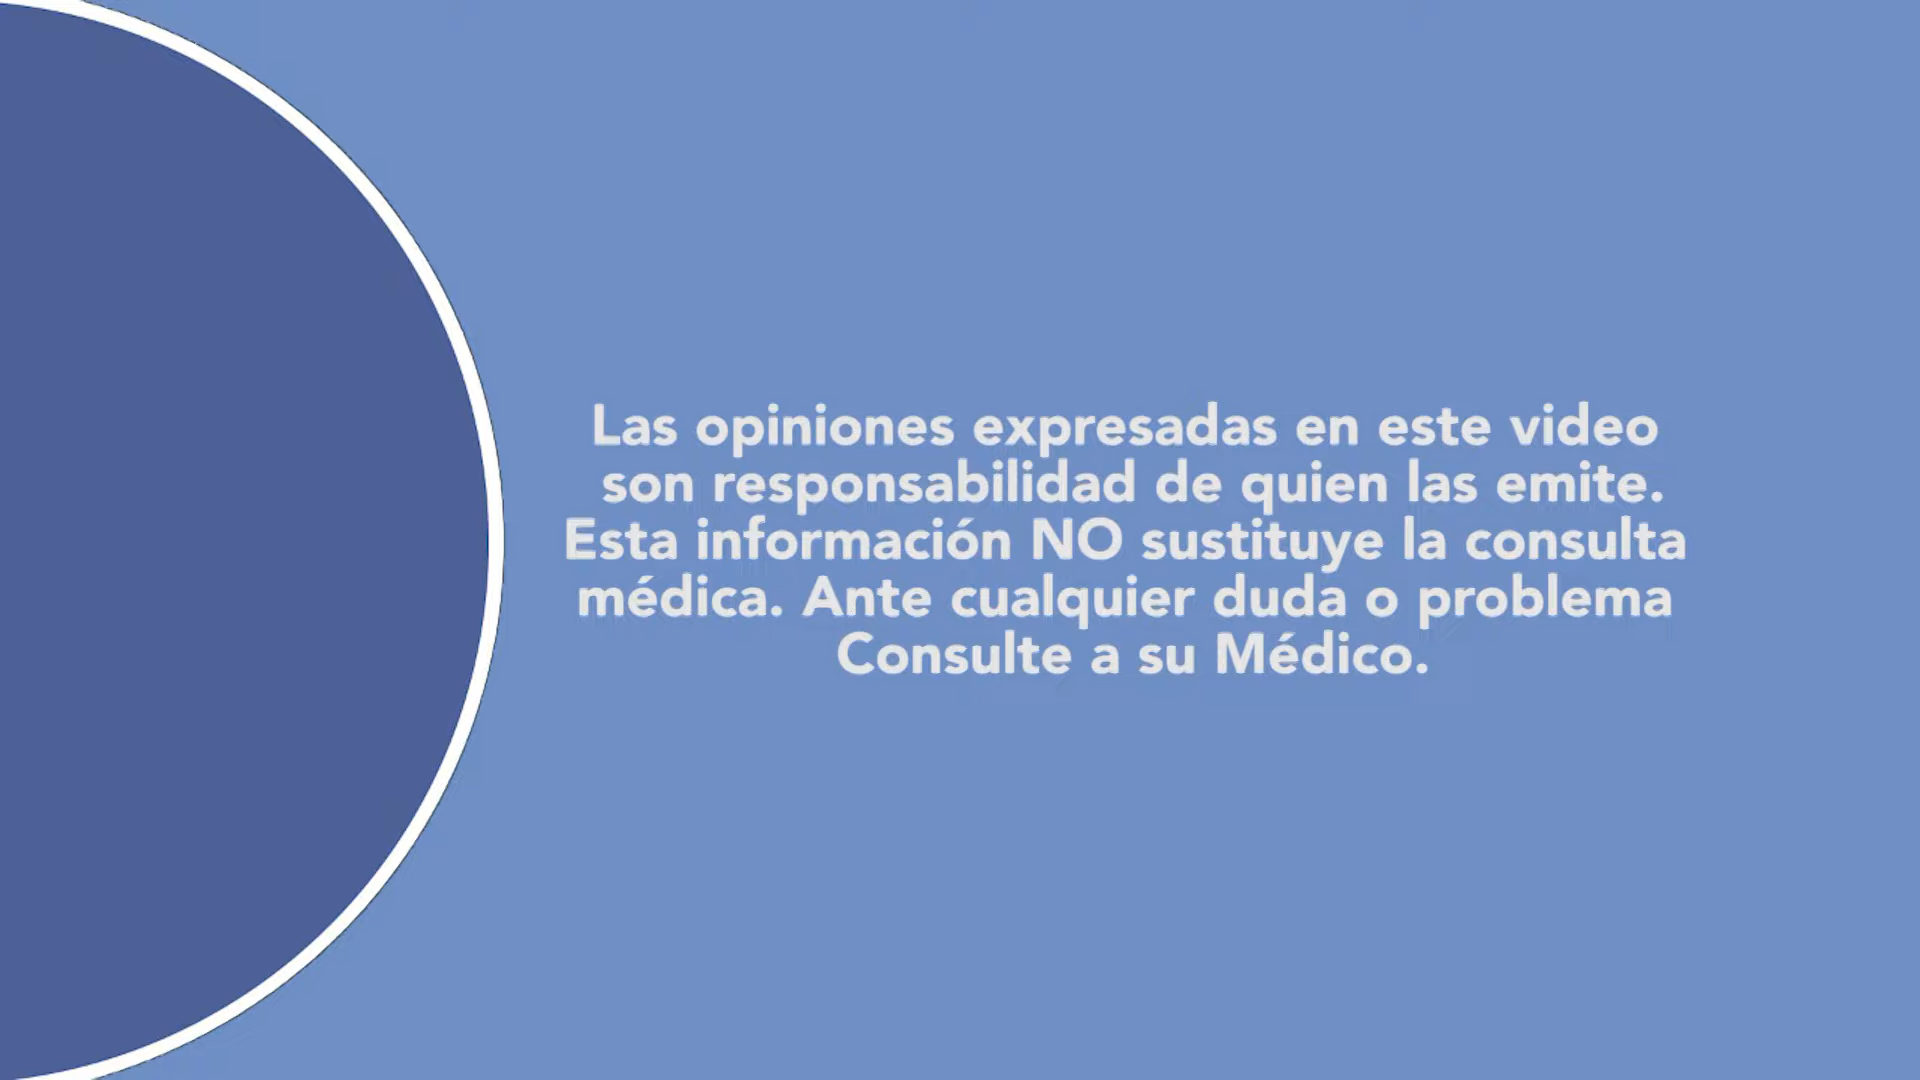 Las opiniones expresadas en este video
son responsabilidad de quien las emite.
Esta información NO sustituye la consulta
médica. Ante cualquier duda o problema
Consulte a su Médico.